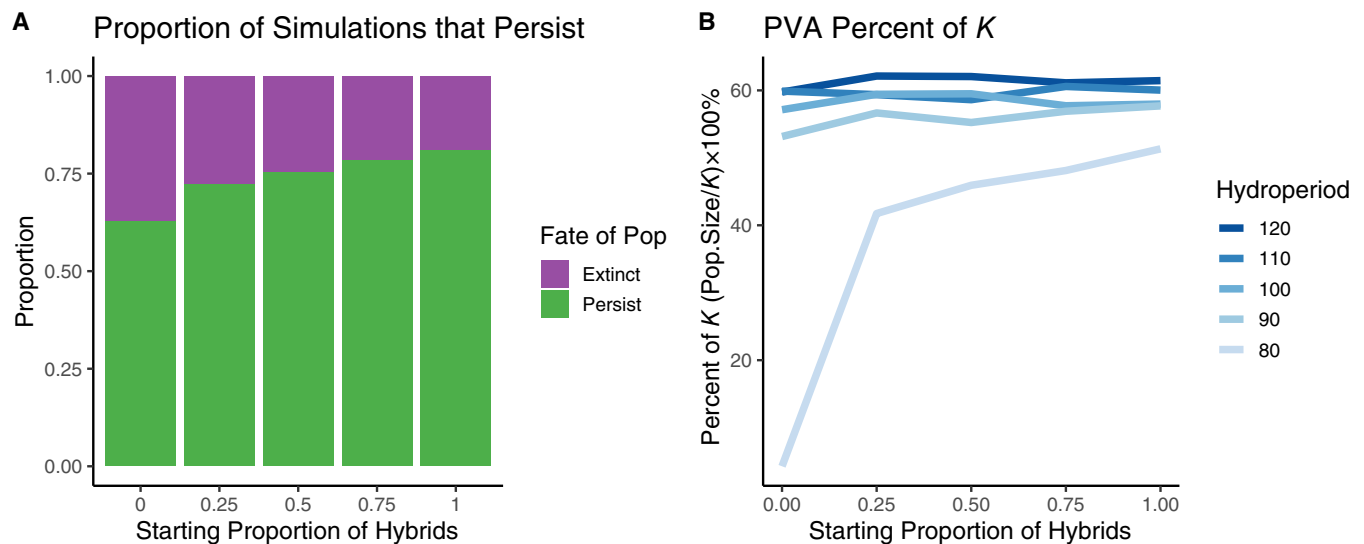 A
Proportion of Simulations that Persist
Proportion
1.00
0.75
0.50
0.25
0.00
0
0.25
0.5
0.75
1
Starting Proportion of Hybrids
Fate of Pop
Extinct
Persist
B
PVA Percent of K
Percent of K (Pop.Size/K)×100%
60
40
20
0.00
0.25
0.50
0.75
1.00
Starting Proportion of Hybrids
Hydroperiod
120
110
100
90
80